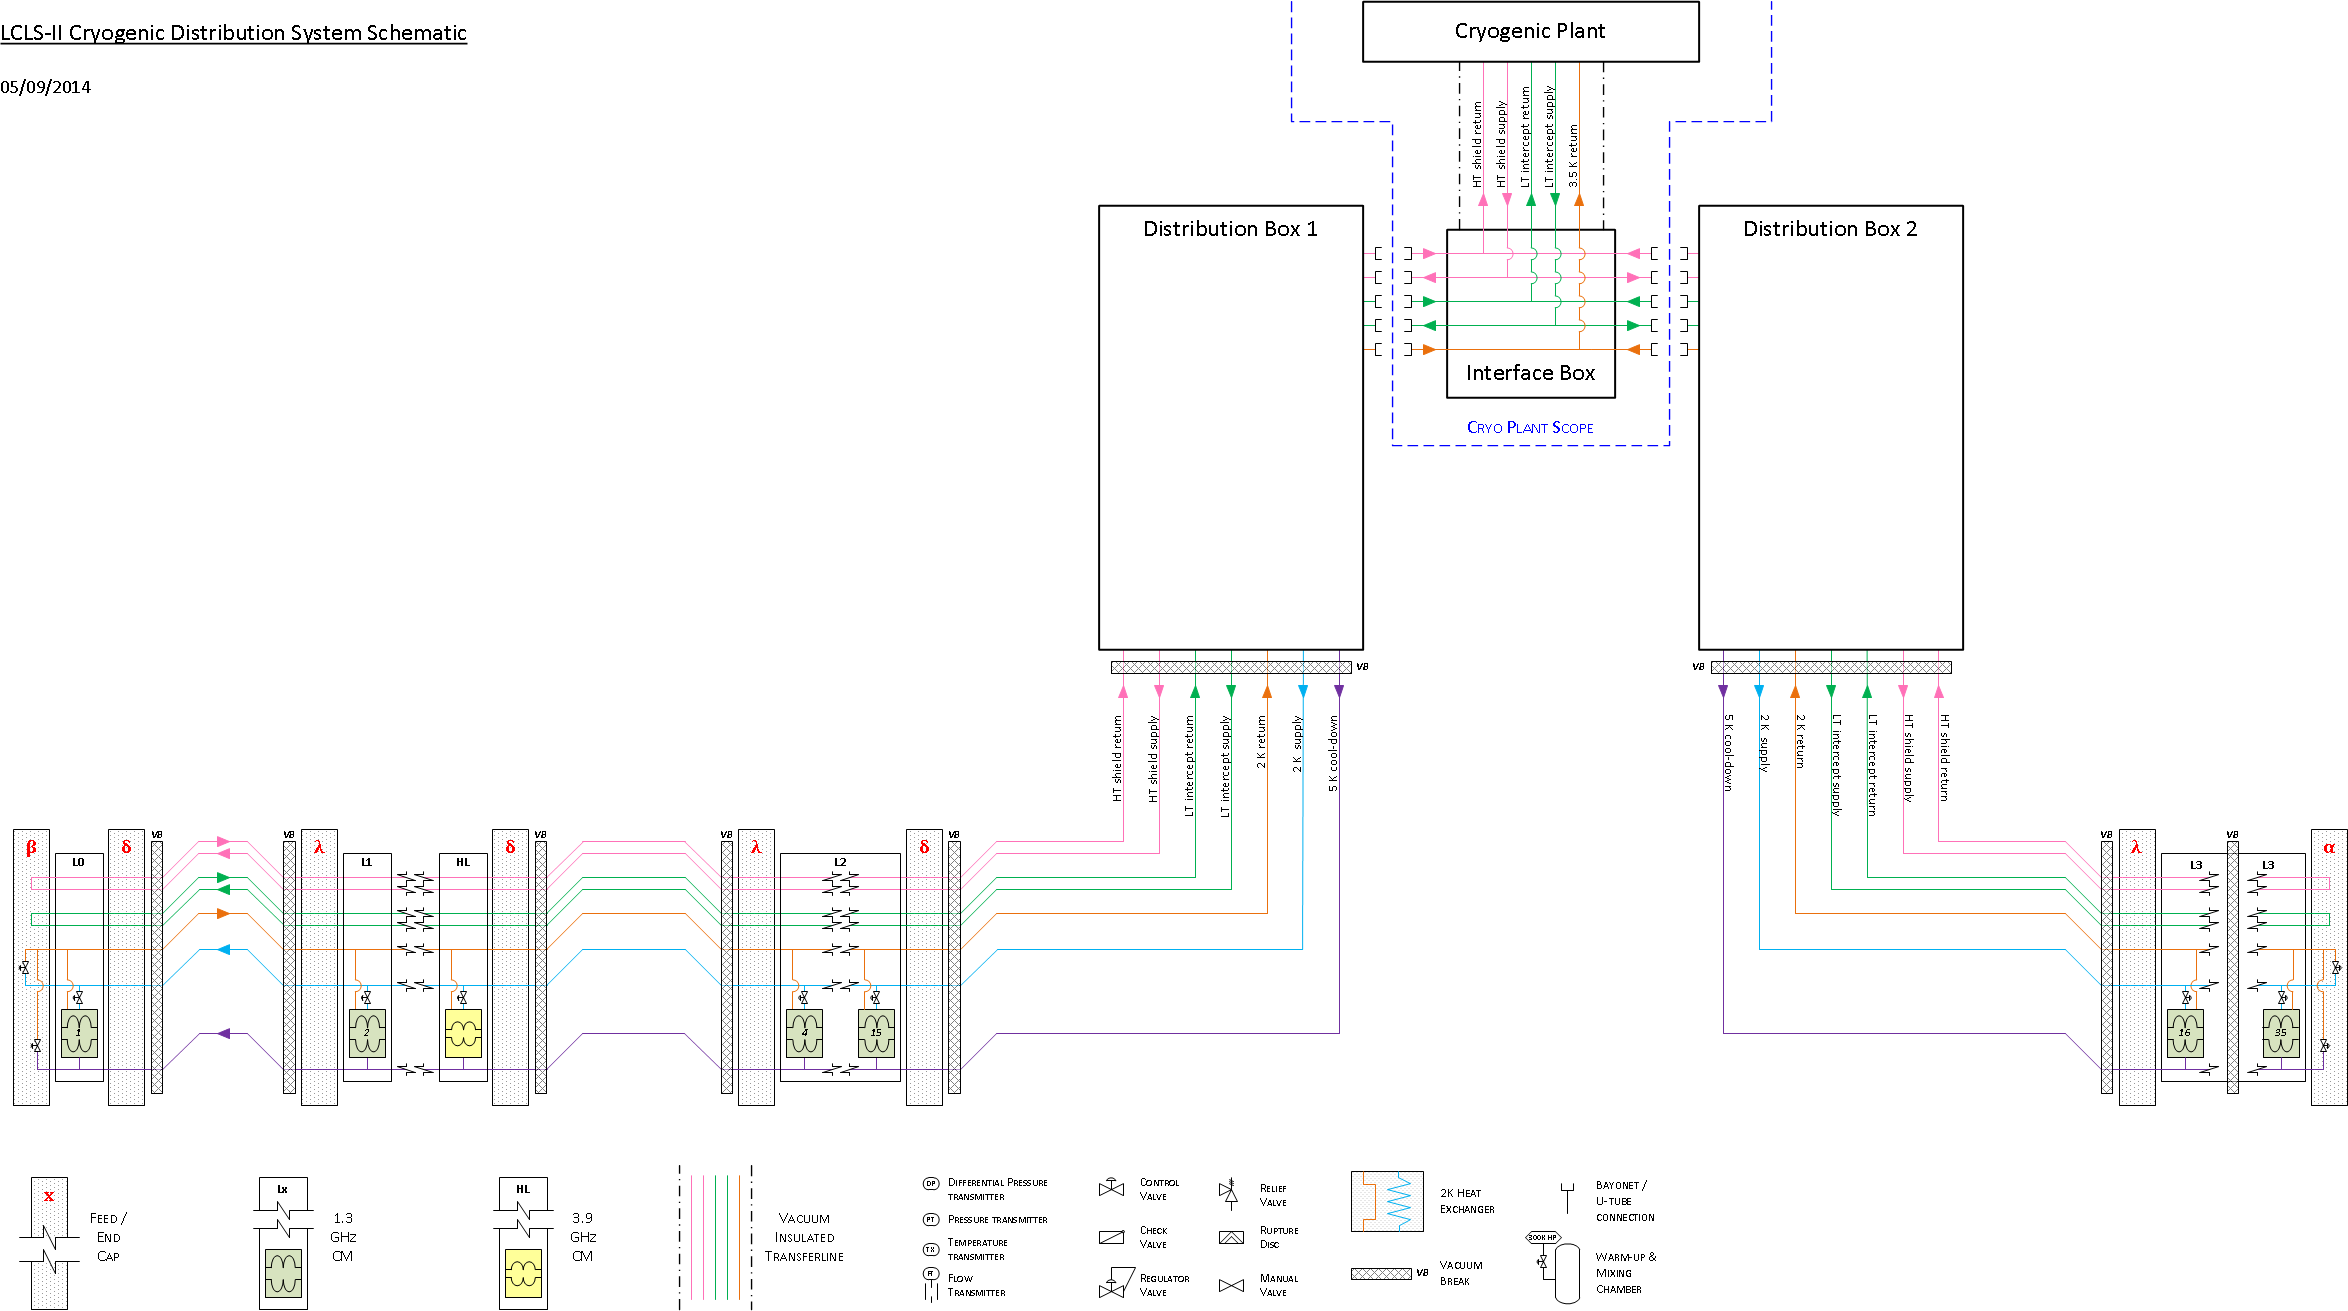 LCLS-II Cryogenic Distribution System Schematic
05/09/2014
Cryogenic Plant
HT shield return
HT shield supply
LT intercept return
LT intercept supply
3.5 K return
Distribution Box 1
Distribution Box 2
Interface Box
Cryo Plant Scope
VB
VB
HT shield return
HT shield supply
LT intercept return
LT intercept supply
2 K return
2 K supply
5 K cool-down
5 K cool-down
2 K supply
2 K return
LT intercept supply
LT intercept return
HT shield supply
HT shield return
β
L0
δ
VB
VB
λ
L1
HL
δ
VB
VB
λ
L2
δ
VB
VB
λ
L3
VB
L3
α
1
2
4
15
16
35
x
Feed /
End
Cap
Lx
1.3
GHz
CM
HL
3.9
GHz
CM
Vacuum
Insulated
Transferline
DP
Differential Pressure
transmitter
PT
Pressure transmitter
TX
Temperature
transmitter
FT
Flow
Transmitter
Control
Valve
Check
Valve
Regulator
Valve
Relief
Valve
Rupture
Disc
Manual
Valve
2K Heat
Exchanger
VB
Vacuum
Break
Bayonet /
U-tube
connection
300K HP
Warm-up &
Mixing
Chamber